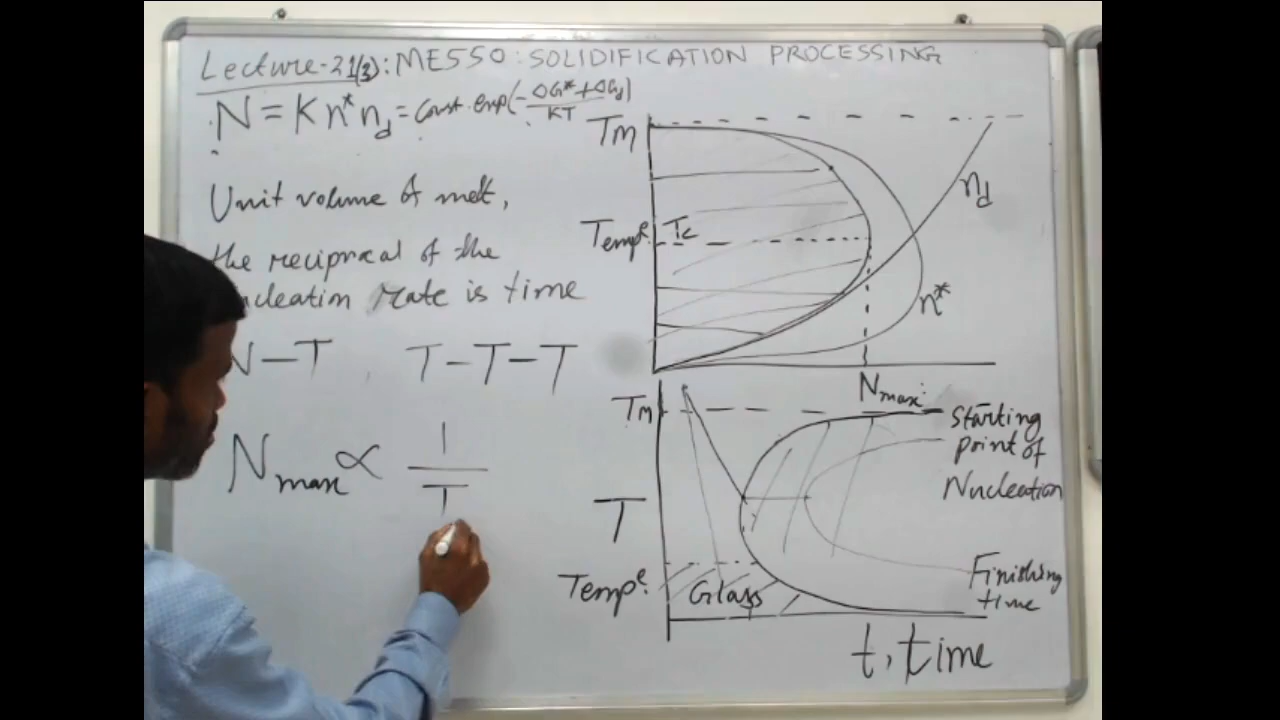 Lecture-21(3): ME550: SOLIDIFICATION PROCESSING
N = K n* nd = Const. exp(-ΔG*+ΔGd/KT)
Unit volume of melt,
the reciprocal of the
nucleation rate is time
N-T, T-T-T
Nmax ∝ 1/T
Tm
nd
Tempe. Tc
n*
Nmax.
Tm
Starting
point of
Nucleation
T
Tempe.
Glass
Finishing
time
t, time